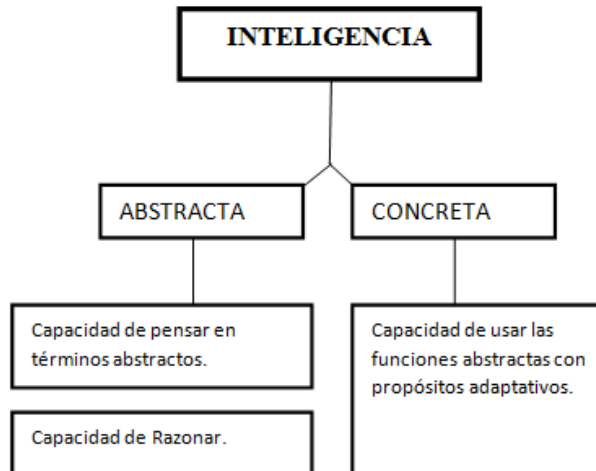 INTELIGENCIA
ABSTRACTA
CONCRETA
Capacidad de pensar en
términos abstractos.
Capacidad de usar las
funciones abstractas con
propósitos adaptativos.
Capacidad de Razonar.